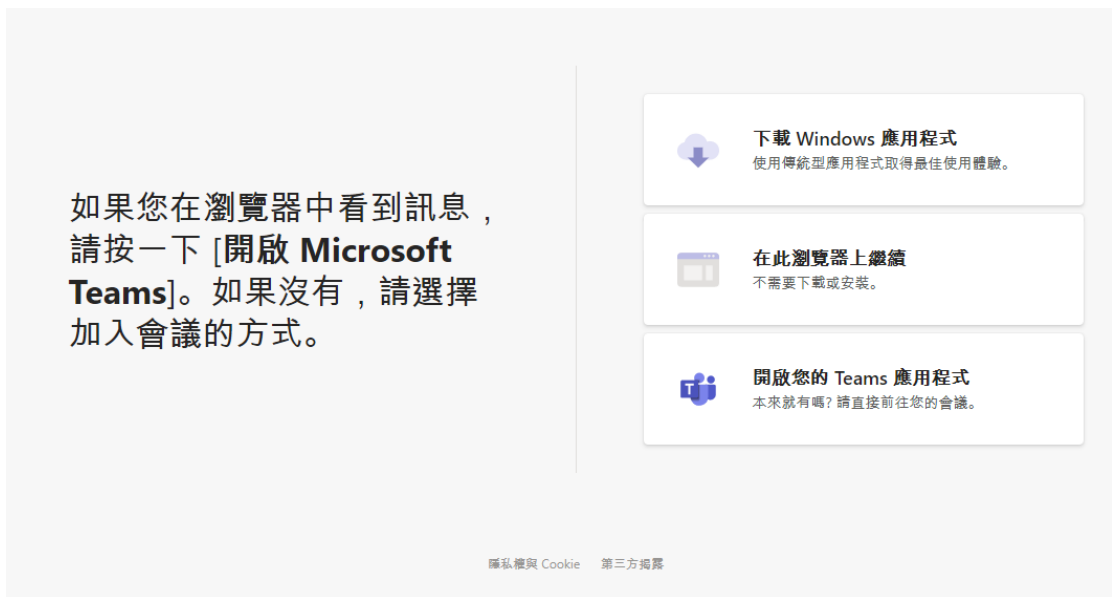 如果您在瀏覽器中看到訊息，
請按一下 [開啟 Microsoft
Teams]。如果沒有，請選擇
加入會議的方式。
下載 Windows 應用程式
使用傳統型應用程式取得最佳使用體驗。
在此瀏覽器上繼續
不需要下載或安裝。
開啟您的 Teams 應用程式
本來就有嗎? 請直接前往您的會議。
隱私權與 Cookie 第三方揭露